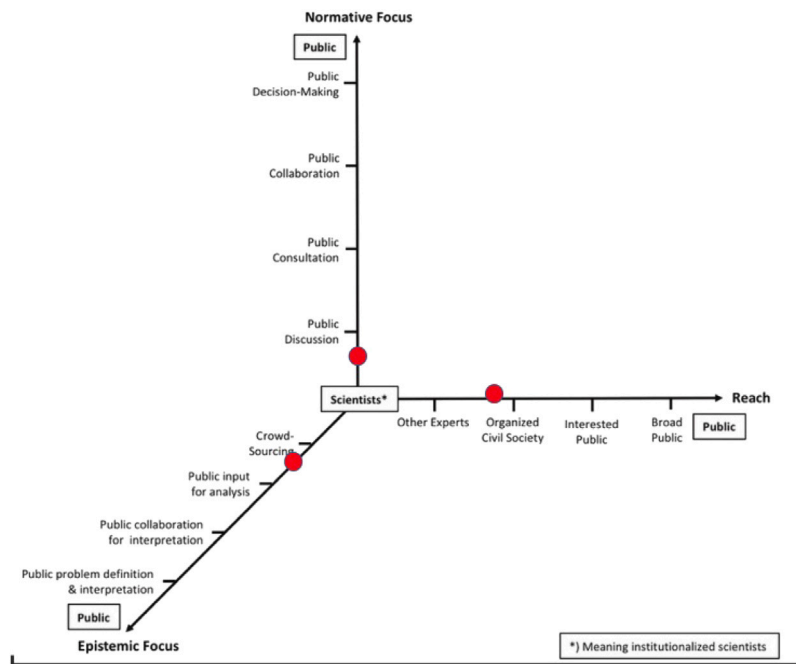 Normative Focus
Public
Public
Decision-Making
Public
Collaboration
Public
Consultation
Public
Discussion
Scientists*
Reach
Other Experts
Organized
Civil Society
Interested
Public
Broad
Public
Public
Crowd-
Sourcing
Public input
for analysis
Public collaboration
for interpretation
Public problem definition
& interpretation
Public
Epistemic Focus
*) Meaning institutionalized scientists